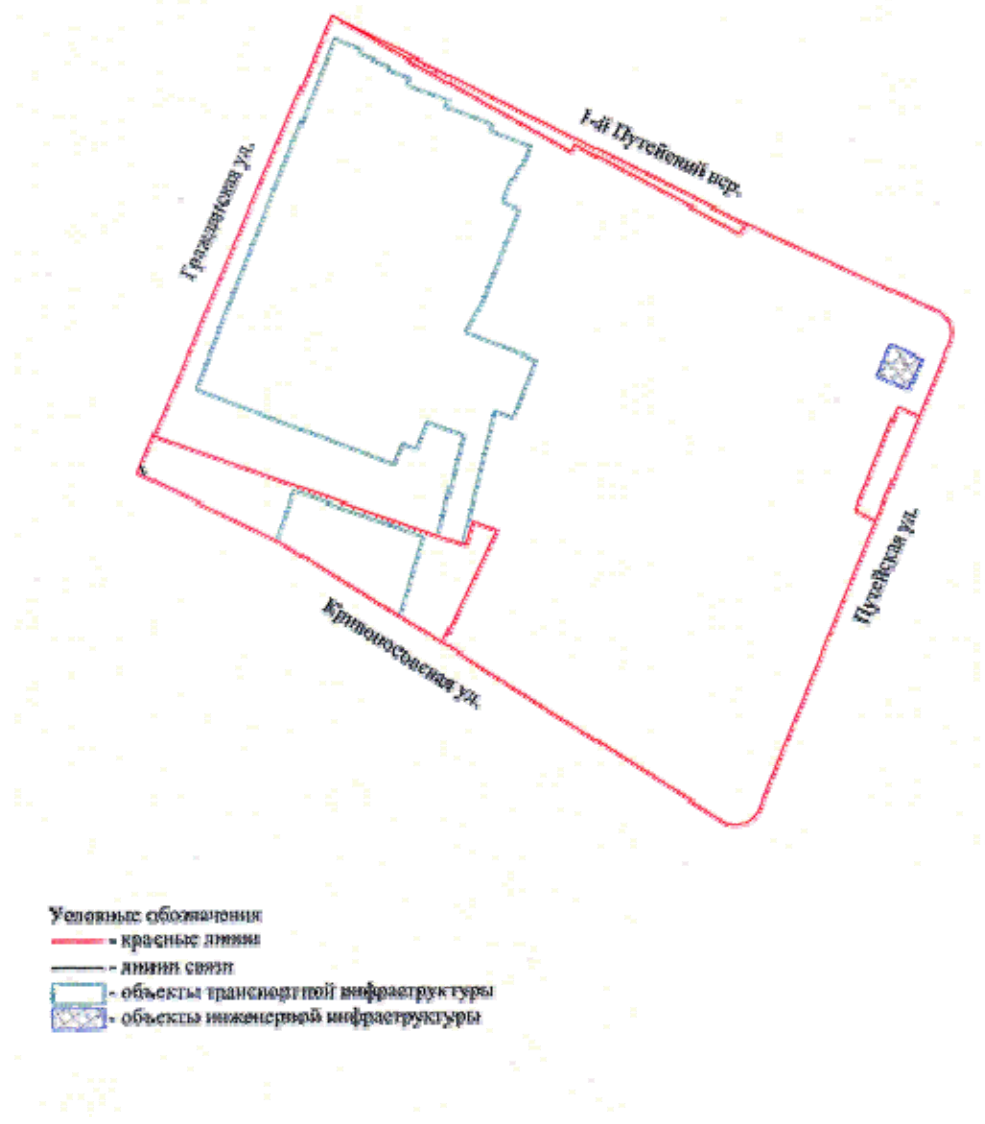 1-й Путейский пер.
Гражданская ул.
Путейская ул.
Кривоносовская ул.
Условные обозначения
- красные линии
- линии связи
- объекты транспортной инфраструктуры
- объекты инженерной инфраструктуры